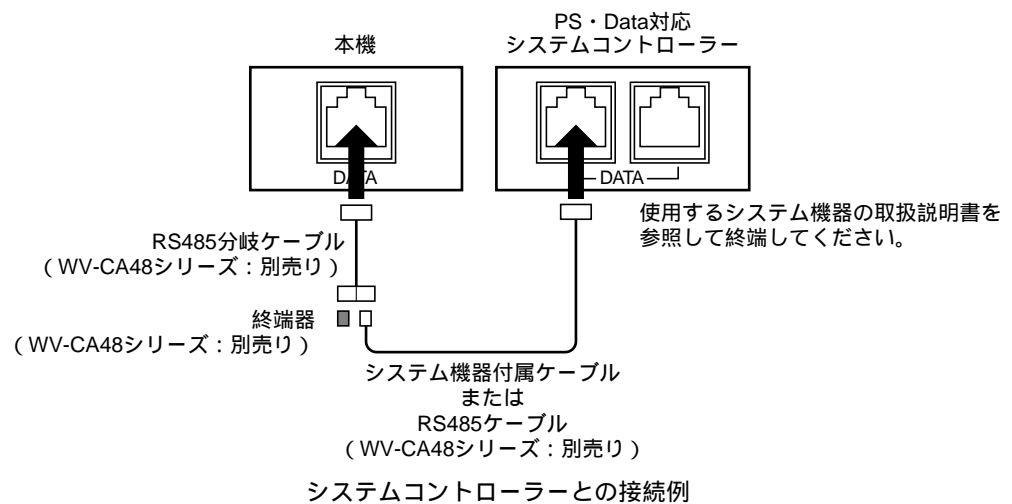 本機
PS・Data対応
システムコントローラー
DATA
DATA
使用するシステム機器の取扱説明書を
参照して終端してください。
RS485分岐ケーブル
（WV-CA48シリーズ：別売り）
終端器
（WV-CA48シリーズ：別売り）
システム機器付属ケーブル
または
RS485ケーブル
（WV-CA48シリーズ：別売り）
システムコントローラーとの接続例